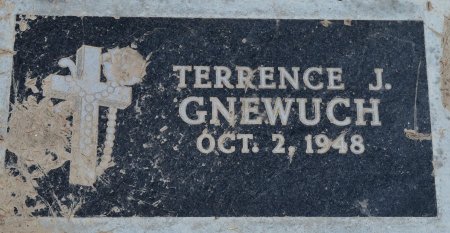 TERRENCE J.
GNEWUCH
OCT. 2, 1948